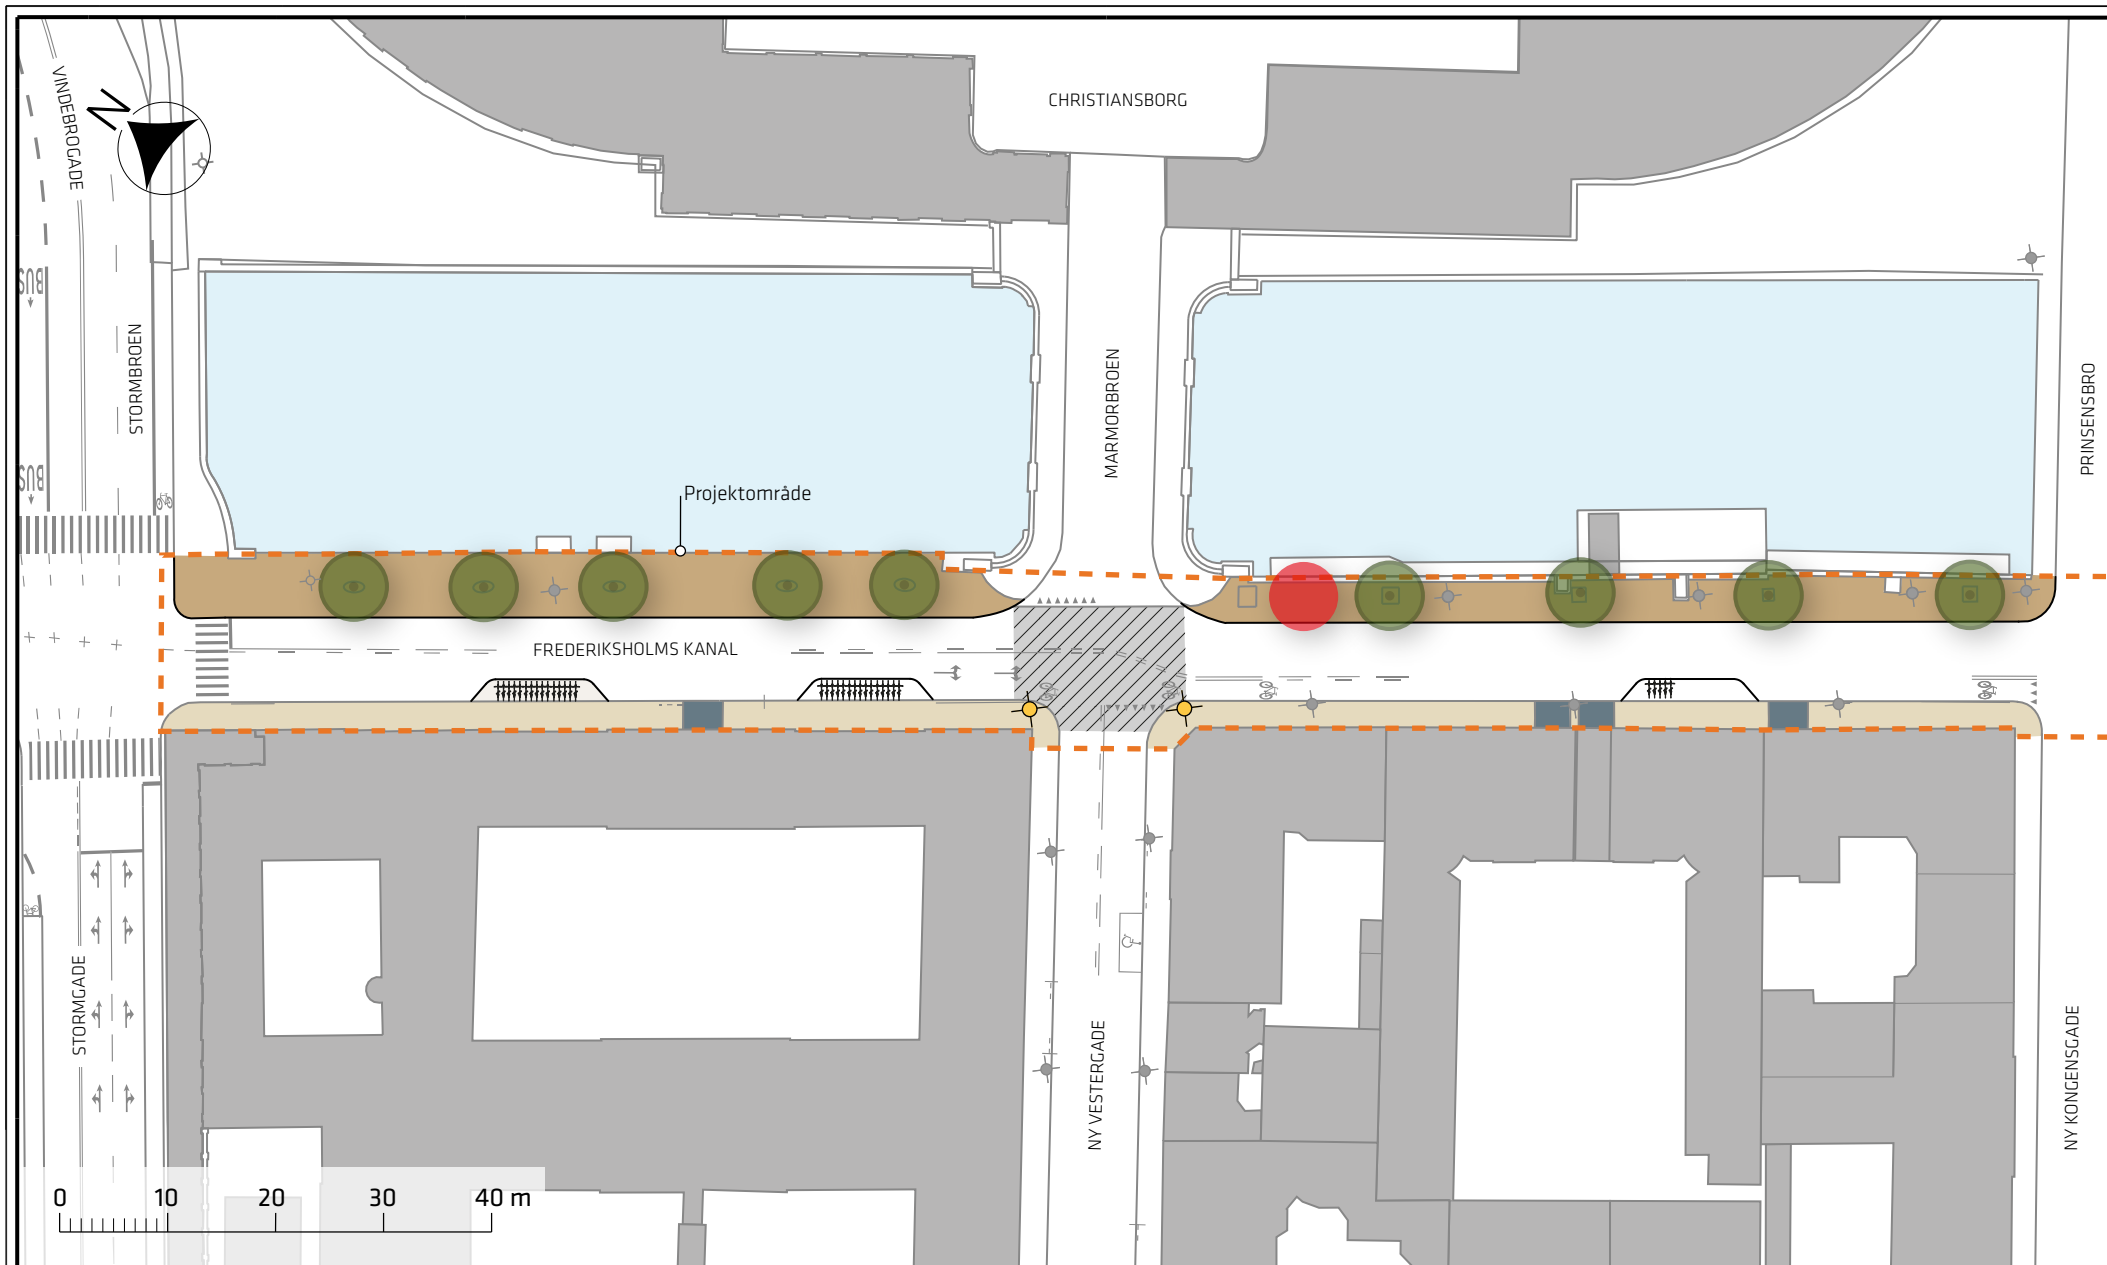 N
VINDEBROGADE
CHRISTIANSBORG
BUS
STORMBROEN
MARMORBROEN
PRINSENSBRO
BUS
Projektområde
FREDERIKSHOLMS KANAL
STORMGADE
NY VESTERGADE
NY KONGENSGADE
0 10 20 30 40 m